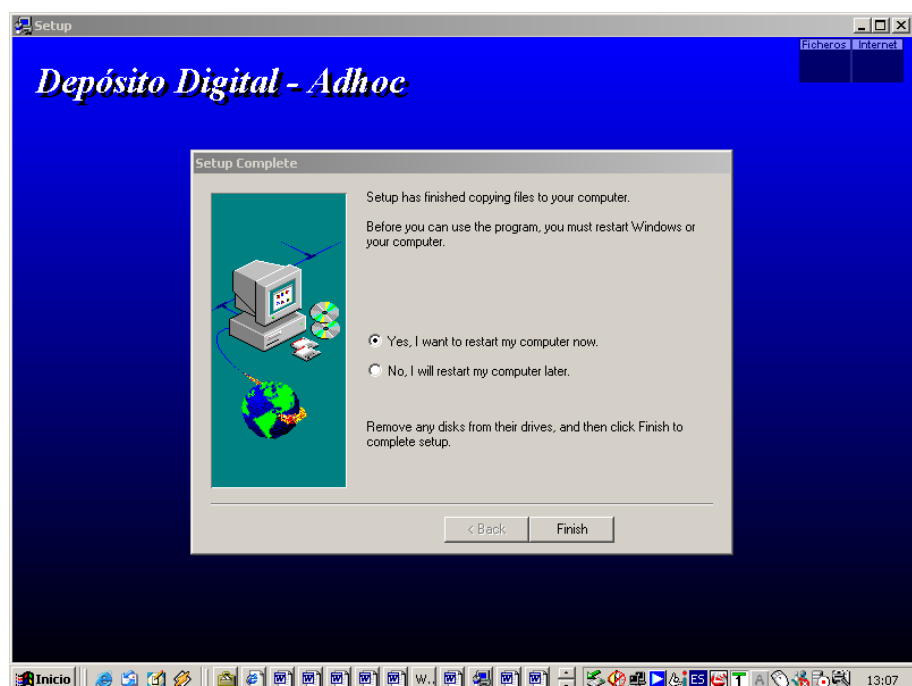 Setup
Ficheros Internet
Depósito Digital - Adhoc
Setup Complete
Setup has finished copying files to your computer.
Before you can use the program, you must restart Windows or
your computer.
Yes, I want to restart my computer now.
No, I will restart my computer later.
Remove any disks from their drives, and then click Finish to
complete setup.
< Back Finish
Inicio W.. ES T A 13:07